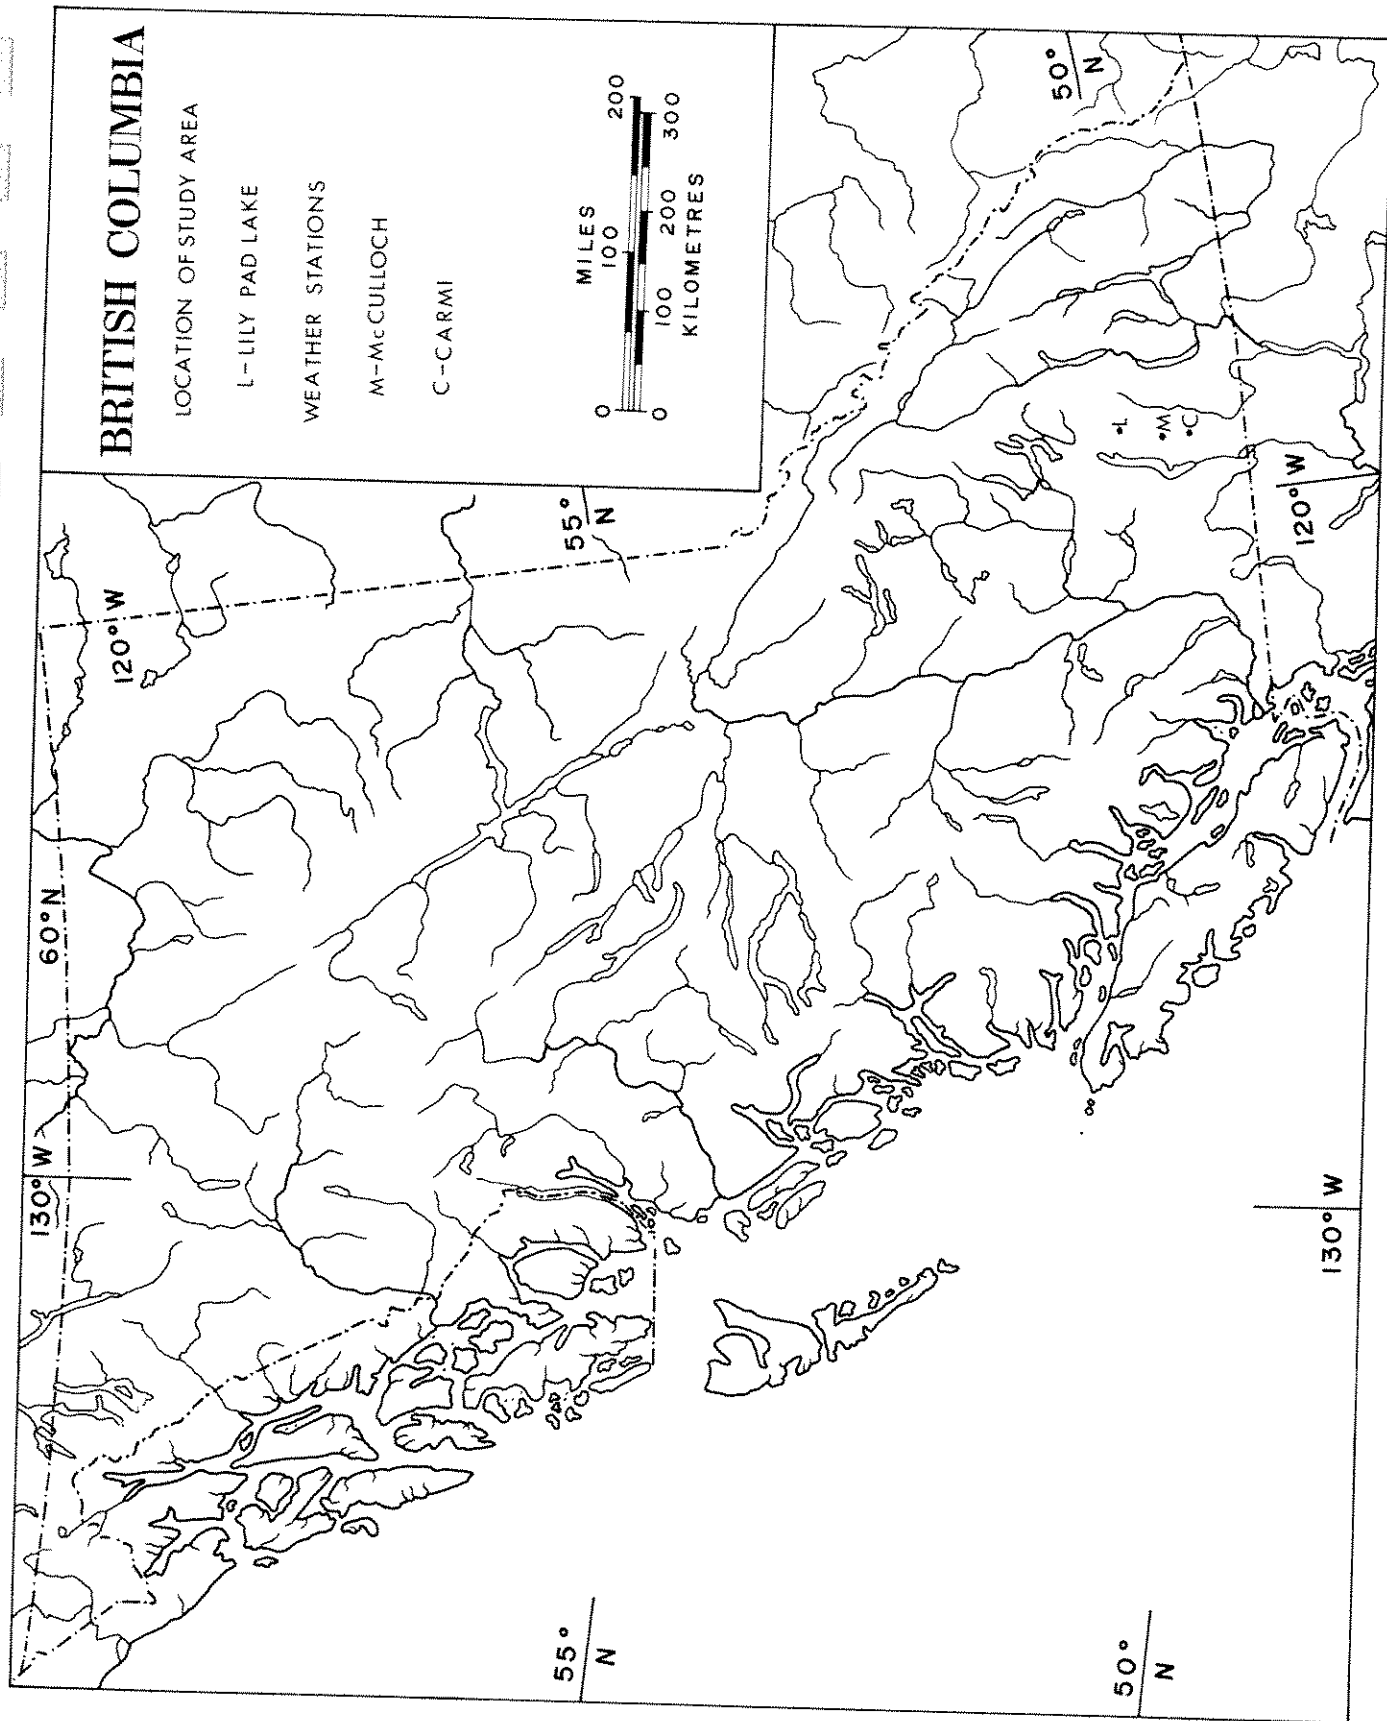 BRITISH COLUMBIA
LOCATION OF STUDY AREA
L-LILY PAD LAKE
WEATHER STATIONS
M-McCULLOCH
C-CARMI
MILES
0 100 200
0 100 200 300
KILOMETRES
130° W
60° N
120° W
55°
N
55°
N
50°
N
50°
N
•L
•M
•C
130° W
120° W